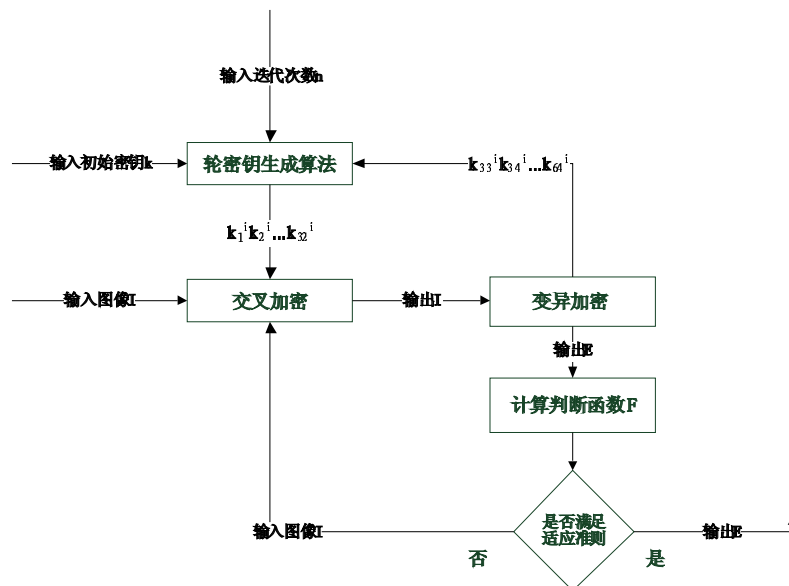 输入迭代次数n
输入初始密钥k
轮密钥生成算法
k₃₃ⁱk₃₄ⁱ...k₆₄ⁱ
k₁ⁱk₂ⁱ...k₃₂ⁱ
输入图像I
交叉加密
输出I
变异加密
输出E
计算判断函数F
是否满足
适应准则
输入图像I
输出E
否
是